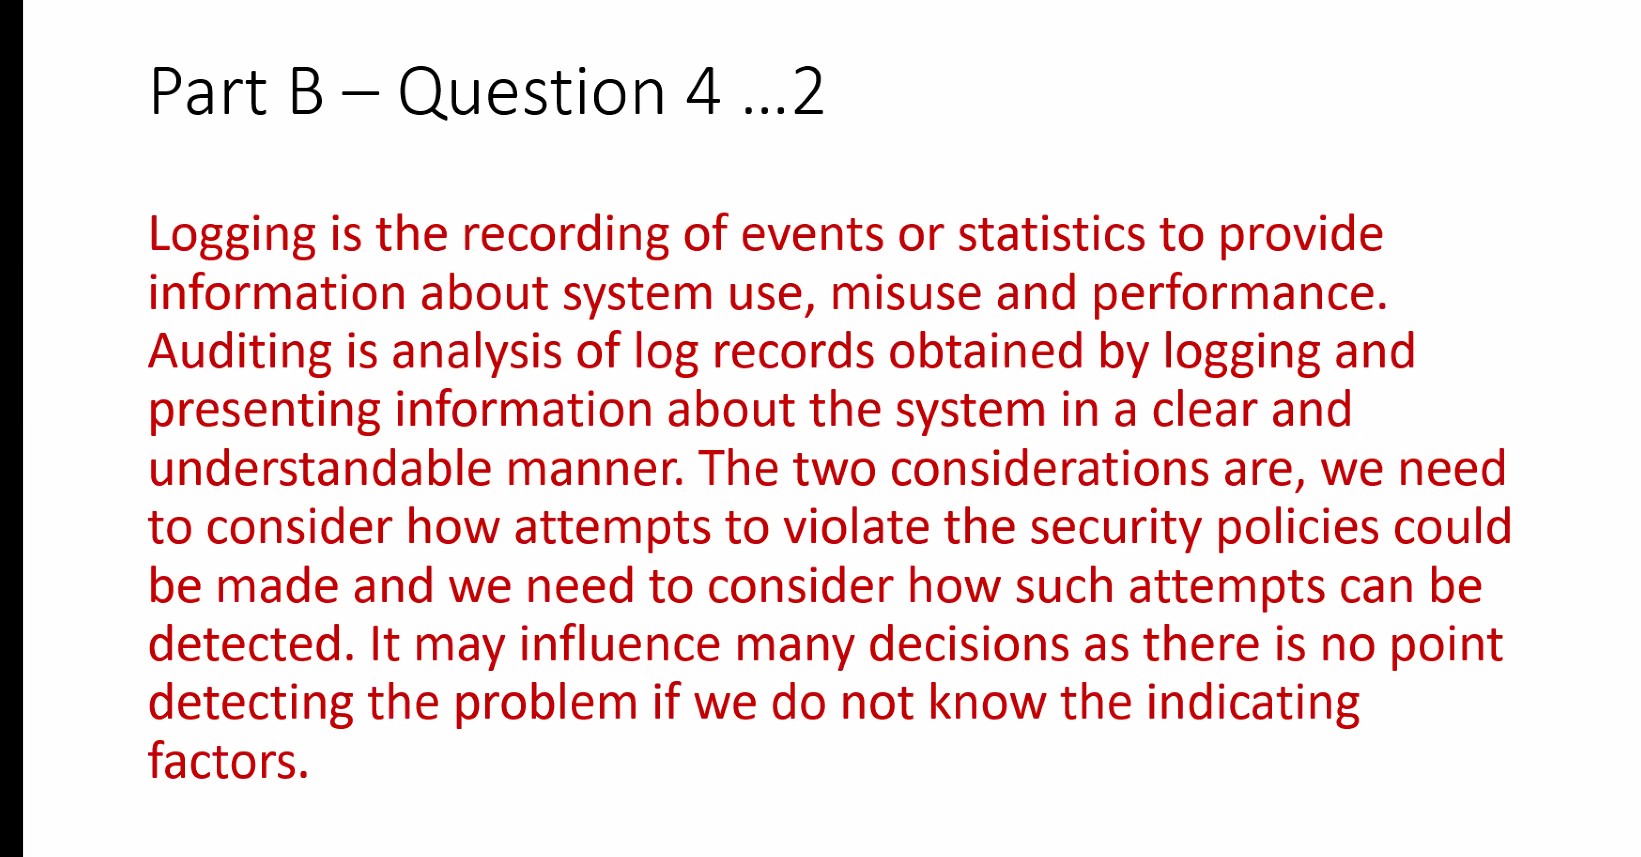 Part B – Question 4 ...2
Logging is the recording of events or statistics to provide
information about system use, misuse and performance.
Auditing is analysis of log records obtained by logging and
presenting information about the system in a clear and
understandable manner. The two considerations are, we need
to consider how attempts to violate the security policies could
be made and we need to consider how such attempts can be
detected. It may influence many decisions as there is no point
detecting the problem if we do not know the indicating
factors.